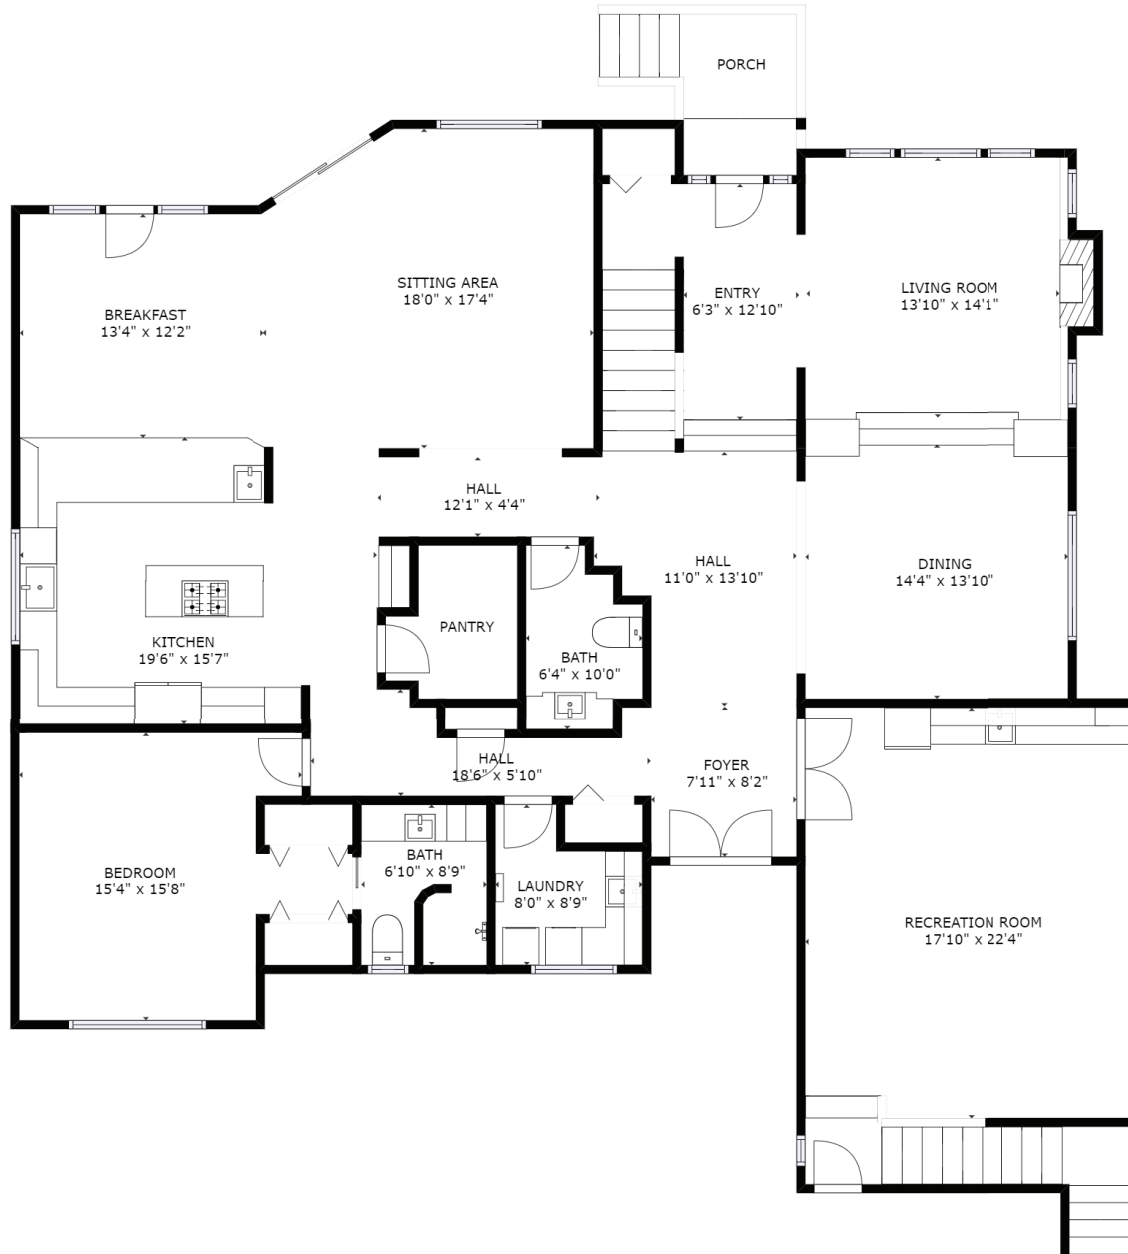 PORCH
SITTING AREA
18'0" x 17'4"
LIVING ROOM
13'10" x 14'1"
ENTRY
6'3" x 12'10"
BREAKFAST
13'4" x 12'2"
HALL
12'1" x 4'4"
HALL
11'0" x 13'10"
DINING
14'4" x 13'10"
PANTRY
KITCHEN
19'6" x 15'7"
BATH
6'4" x 10'0"
HALL
18'6" x 5'10"
FOYER
7'11" x 8'2"
BATH
6'10" x 8'9"
BEDROOM
15'4" x 15'8"
LAUNDRY
8'0" x 8'9"
RECREATION ROOM
17'10" x 22'4"